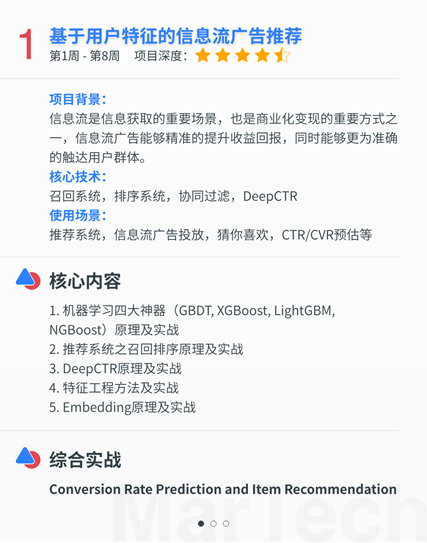 1 基于用户特征的信息流广告推荐
第1周 - 第8周 项目深度：
项目背景：
信息流是信息获取的重要场景，也是商业化变现的重要方式之
一，信息流广告能够精准的提升收益回报，同时能够更为准确
的触达用户群体。
核心技术：
召回系统，排序系统，协同过滤，DeepCTR
使用场景：
推荐系统，信息流广告投放，猜你喜欢，CTR/CVR预估等
核心内容
1. 机器学习四大神器（GBDT, XGBoost, LightGBM,
NGBoost）原理及实战
2. 推荐系统之召回排序原理及实战
3. DeepCTR原理及实战
4. 特征工程方法及实战
5. Embedding原理及实战
综合实战
Conversion Rate Prediction and Item Recommendation
MarTech